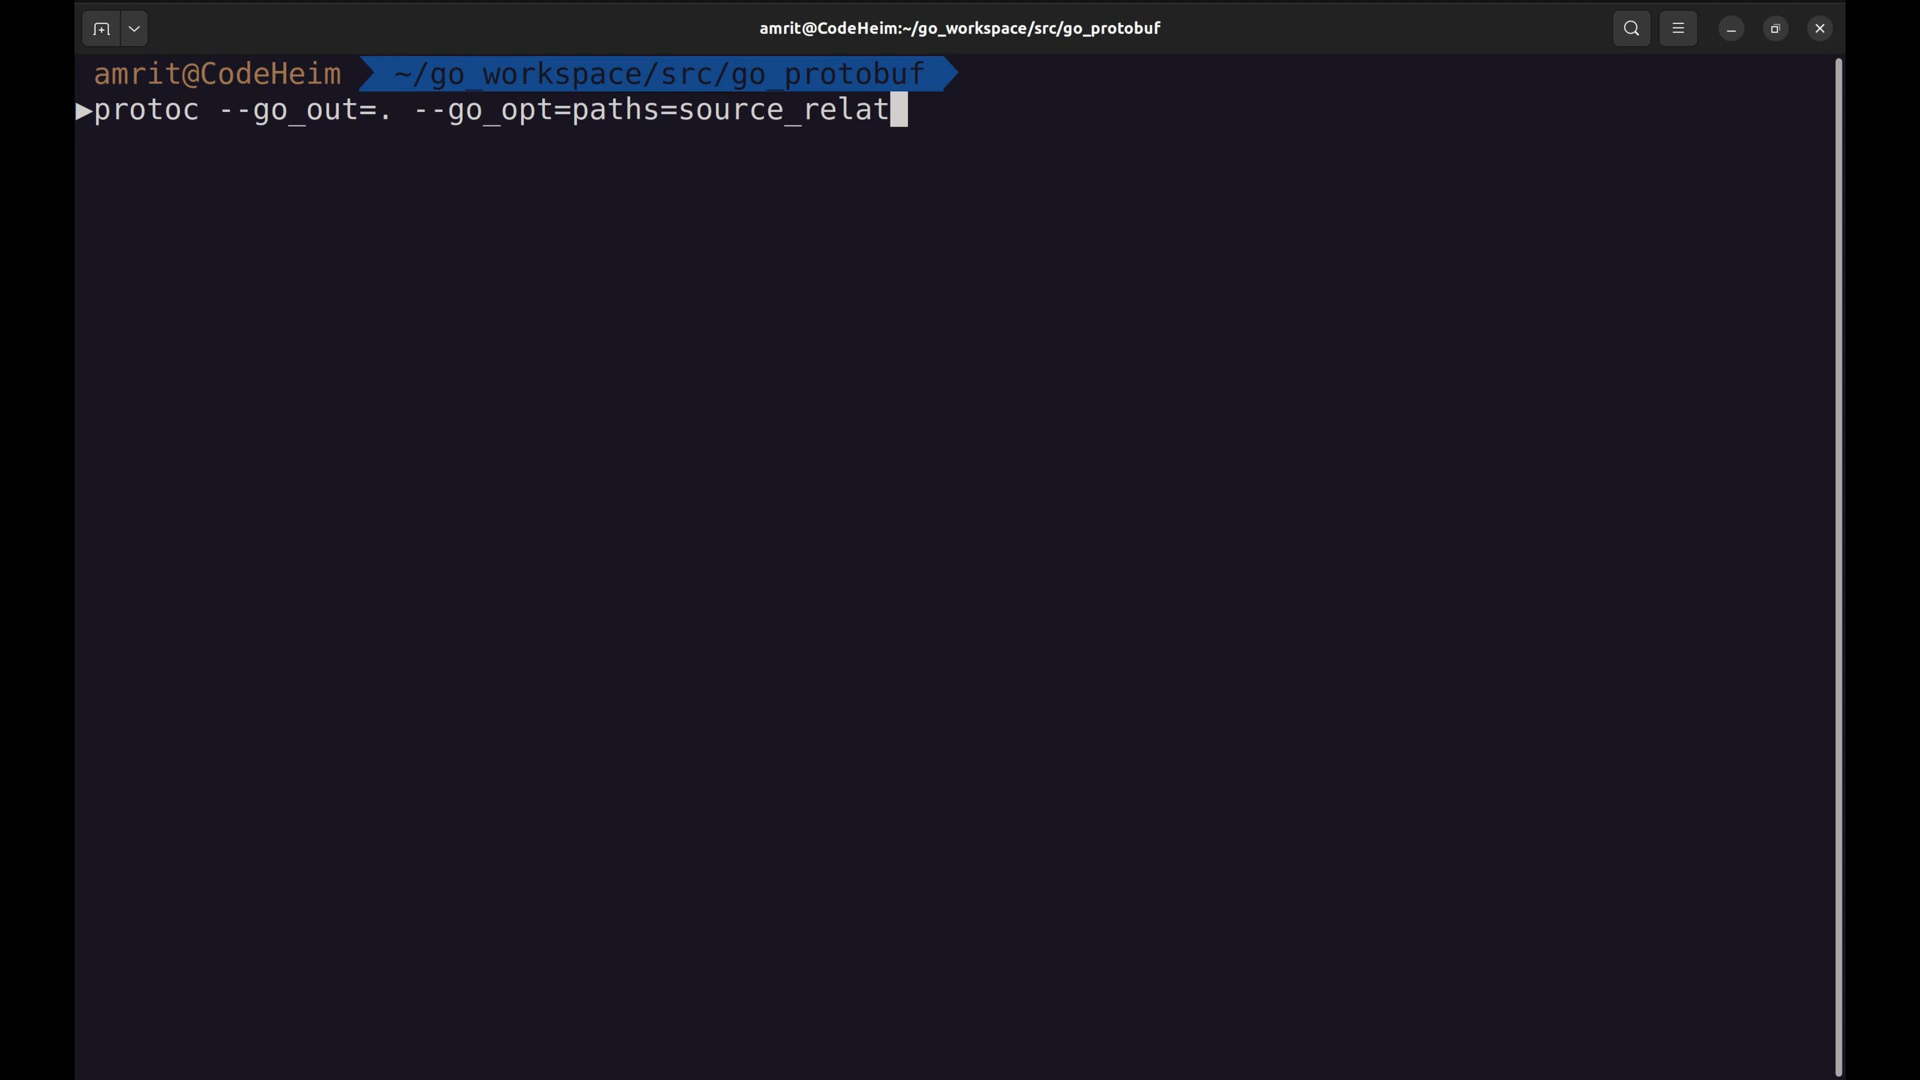 amrit@CodeHeim:~/go_workspace/src/go_protobuf
amrit@CodeHeim ~/go_workspace/src/go_protobuf
▶protoc --go_out=. --go_opt=paths=source_relat